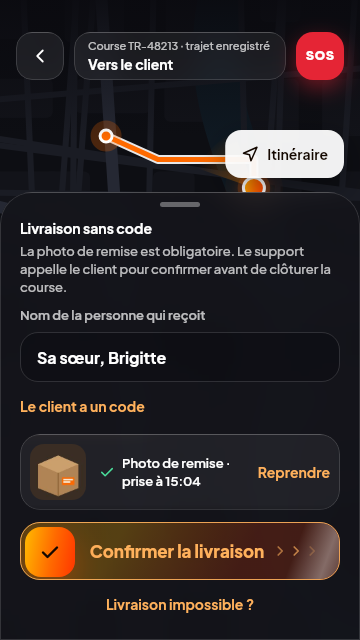 Course TR-48213 · trajet enregistré
Vers le client
SOS
Itinéraire
Livraison sans code
La photo de remise est obligatoire. Le support
appelle le client pour confirmer avant de clôturer la
course.
Nom de la personne qui reçoit
Sa sœur, Brigitte
Le client a un code
Photo de remise ·
prise à 15:04
Reprendre
Confirmer la livraison
Livraison impossible ?